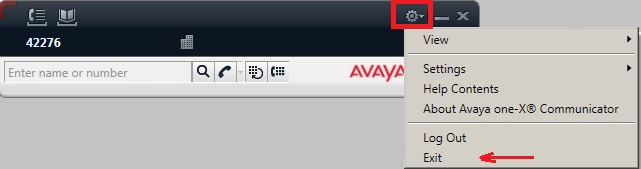 42276
Enter name or number
AVAYA
View
Settings
Help Contents
About Avaya one-X® Communicator
Log Out
Exit